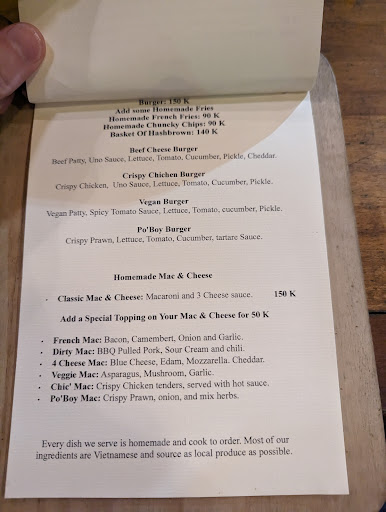 Burger: 150 K
Add some Homemade Fries
Homemade French Fries: 90 K
Homemade Chuncky Chips: 90 K
Basket Of Hashbrown: 140 K
Beef Cheese Burger
Beef Patty, Uno Sauce, Lettuce, Tomato, Cucumber, Pickle, Cheddar.
Crispy Chichen Burger
Crispy Chicken, Uno Sauce, Lettuce, Tomato, Cucumber, Pickle.
Vegan Burger
Vegan Patty, Spicy Tomato Sauce, Lettuce, Tomato, cucumber, Pickle.
Po'Boy Burger
Crispy Prawn, Lettuce, Tomato, Cucumber, tartare Sauce.
Homemade Mac & Cheese
• Classic Mac & Cheese: Macaroni and 3 Cheese sauce. 150 K
Add a Special Topping on Your Mac & Cheese for 50 K
• French Mac: Bacon, Camembert, Onion and Garlic.
• Dirty Mac: BBQ Pulled Pork, Sour Cream and chili.
• 4 Cheese Mac: Blue Cheese, Edam, Mozzarella. Cheddar.
• Veggie Mac: Asparagus, Mushroom, Garlic.
• Chic' Mac: Crispy Chicken tenders, served with hot sauce.
• Po'Boy Mac: Crispy Prawn, onion, and mix herbs.
Every dish we serve is homemade and cook to order. Most of our
ingredients are Vietnamese and source as local produce as possible.